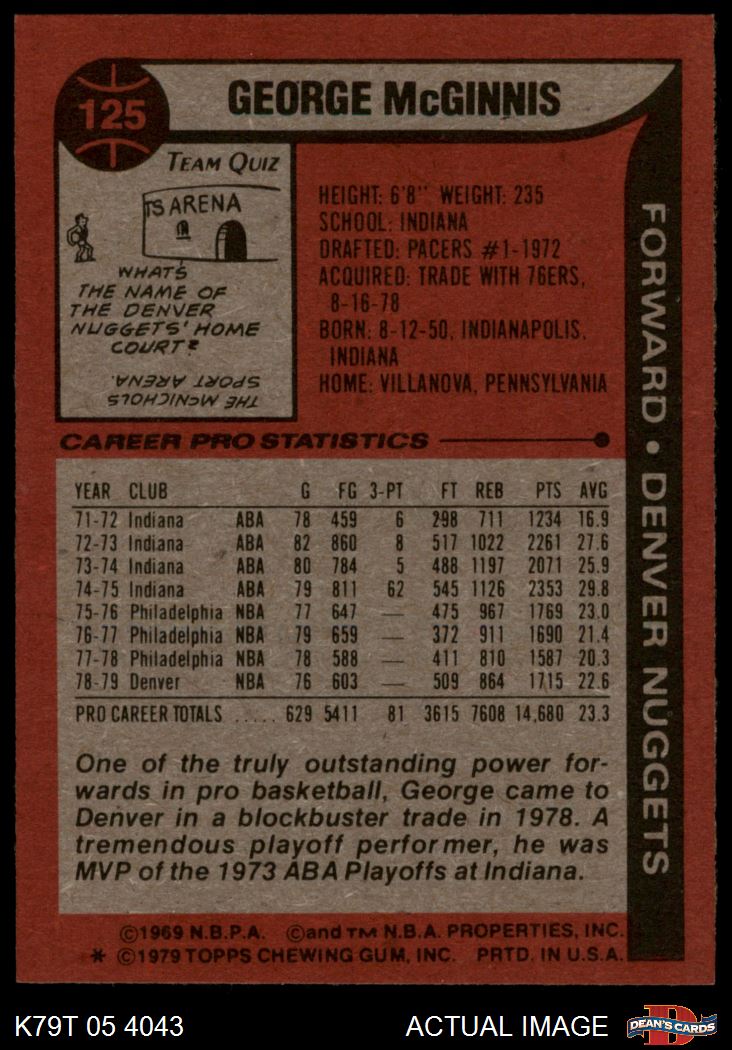 125
GEORGE McGINNIS
TEAM QUIZ
TS ARENA
WHAT'S
THE NAME OF
THE DENVER
NUGGETS' HOME
COURT?
THE McNICHOLS
SPORT ARENA.
HEIGHT: 6'8" WEIGHT: 235
SCHOOL: INDIANA
DRAFTED: PACERS #1-1972
ACQUIRED: TRADE WITH 76ERS,
8-16-78
BORN: 8-12-50, INDIANAPOLIS,
INDIANA
HOME: VILLANOVA, PENNSYLVANIA
FORWARD • DENVER NUGGETS
CAREER PRO STATISTICS
YEAR CLUB G FG 3-PT FT REB PTS AVG
71-72 Indiana ABA 78 459 6 298 711 1234 16.9
72-73 Indiana ABA 82 860 8 517 1022 2261 27.6
73-74 Indiana ABA 80 784 5 488 1197 2071 25.9
74-75 Indiana ABA 79 811 62 545 1126 2353 29.8
75-76 Philadelphia NBA 77 647 — 475 967 1769 23.0
76-77 Philadelphia NBA 79 659 — 372 911 1690 21.4
77-78 Philadelphia NBA 78 588 — 411 810 1587 20.3
78-79 Denver NBA 76 603 — 509 864 1715 22.6
PRO CAREER TOTALS ..... 629 5411 81 3615 7608 14,680 23.3
One of the truly outstanding power for-
wards in pro basketball, George came to
Denver in a blockbuster trade in 1978. A
tremendous playoff performer, he was
MVP of the 1973 ABA Playoffs at Indiana.
©1969 N.B.P.A. ©and TM N.B.A. PROPERTIES, INC.
* ©1979 TOPPS CHEWING GUM, INC. PRTD. IN U.S.A.
K79T 05 4043
ACTUAL IMAGE
D
DEAN'S CARDS